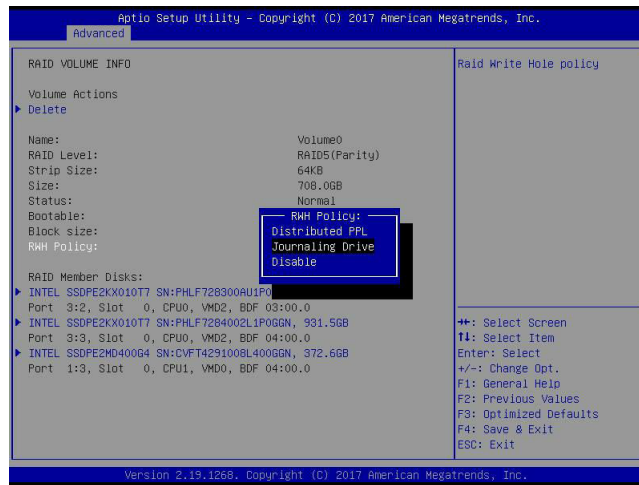 Aptio Setup Utility – Copyright (C) 2017 American Megatrends, Inc.
Advanced
RAID VOLUME INFO
Volume Actions
Delete
Name: Volume0
RAID Level: RAID5(Parity)
Strip Size: 64KB
Size: 708.0GB
Status: Normal
Bootable:
Block size:
RWH Policy:
RWH Policy:
Distributed PPL
Journaling Drive
Disable
RAID Member Disks:
INTEL SSDPE2KX010T7 SN:PHLF728300AU1P0
Port 3:2, Slot 0, CPU0, VMD2, BDF 03:00.0
INTEL SSDPE2KX010T7 SN:PHLF7284002L1P0GGN, 931.5GB
Port 3:3, Slot 0, CPU0, VMD2, BDF 04:00.0
INTEL SSDPE2MD400G4 SN:CVFT4291008L400GGN, 372.6GB
Port 1:3, Slot 0, CPU1, VMD0, BDF 04:00.0
Raid Write Hole policy
→←: Select Screen
↑↓: Select Item
Enter: Select
+/-: Change Opt.
F1: General Help
F2: Previous Values
F3: Optimized Defaults
F4: Save & Exit
ESC: Exit
Version 2.19.1268. Copyright (C) 2017 American Megatrends, Inc.